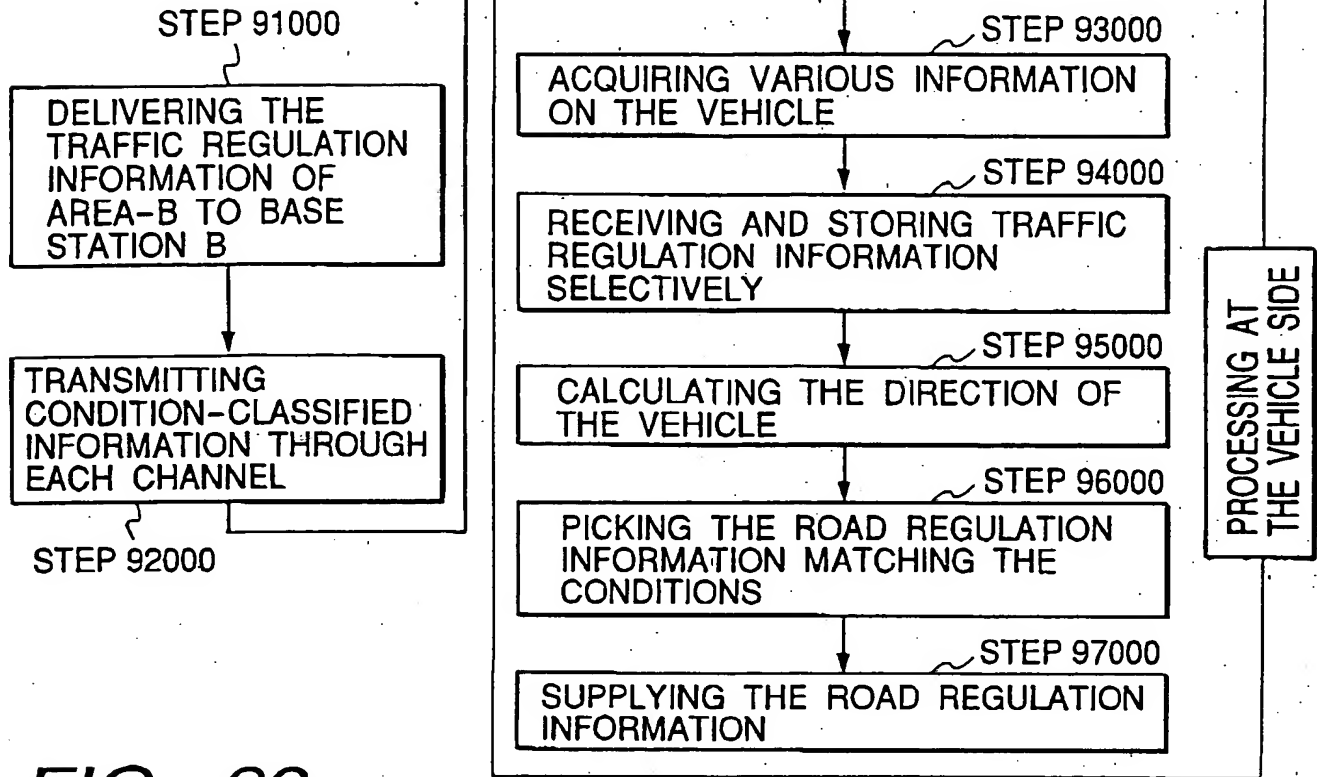 STEP 91000
DELIVERING THE
TRAFFIC REGULATION
INFORMATION OF
AREA-B TO BASE
STATION B
TRANSMITTING
CONDITION-CLASSIFIED
INFORMATION THROUGH
EACH CHANNEL
STEP 92000
STEP 93000
ACQUIRING VARIOUS INFORMATION
ON THE VEHICLE
STEP 94000
RECEIVING AND STORING TRAFFIC
REGULATION INFORMATION
SELECTIVELY
STEP 95000
CALCULATING THE DIRECTION OF
THE VEHICLE
STEP 96000
PICKING THE ROAD REGULATION
INFORMATION MATCHING THE
CONDITIONS
STEP 97000
SUPPLYING THE ROAD REGULATION
INFORMATION
PROCESSING AT
THE VEHICLE SIDE